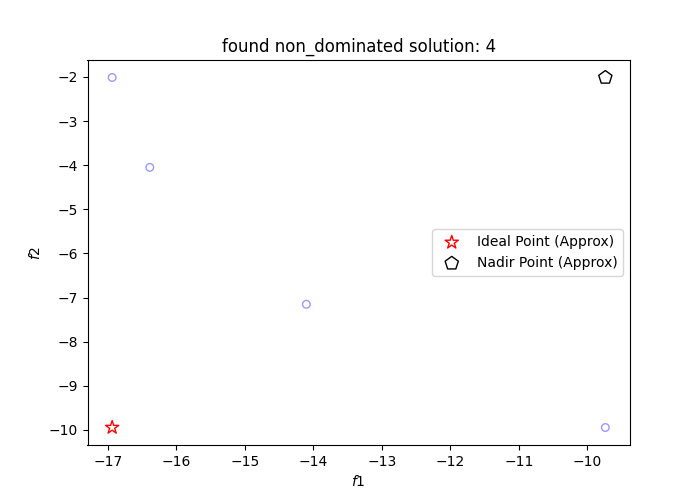 found non_dominated solution: 4
−2
−3
−4
−5
−6
−7
−8
−9
−10
f2
Ideal Point (Approx)
Nadir Point (Approx)
−17 −16 −15 −14 −13 −12 −11 −10
f1